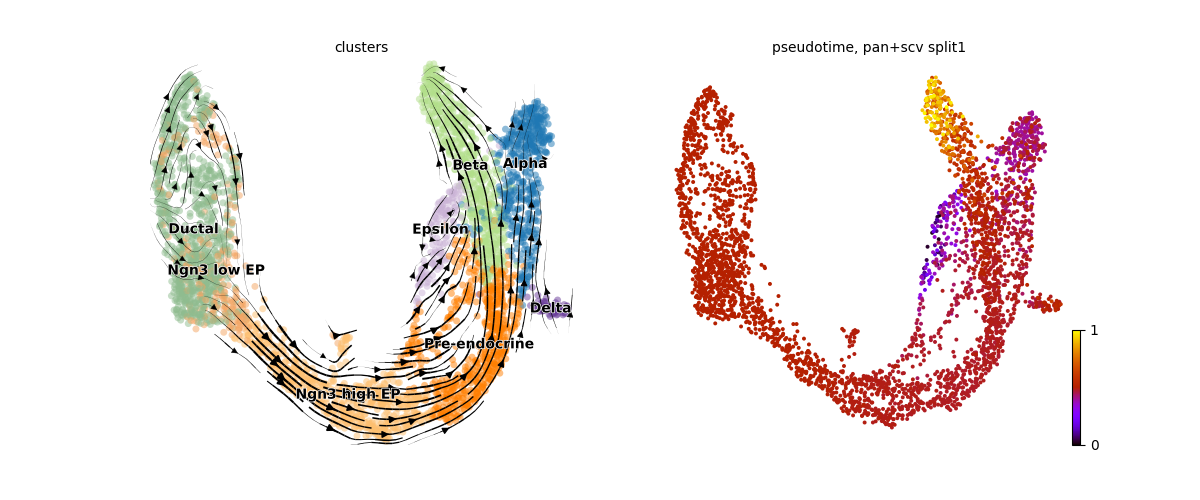 clusters
Beta
Alpha
Epsilon
Ductal
Ngn3 low EP
Delta
Pre-endocrine
Ngn3 high EP
pseudotime, pan+scv split1
1
0